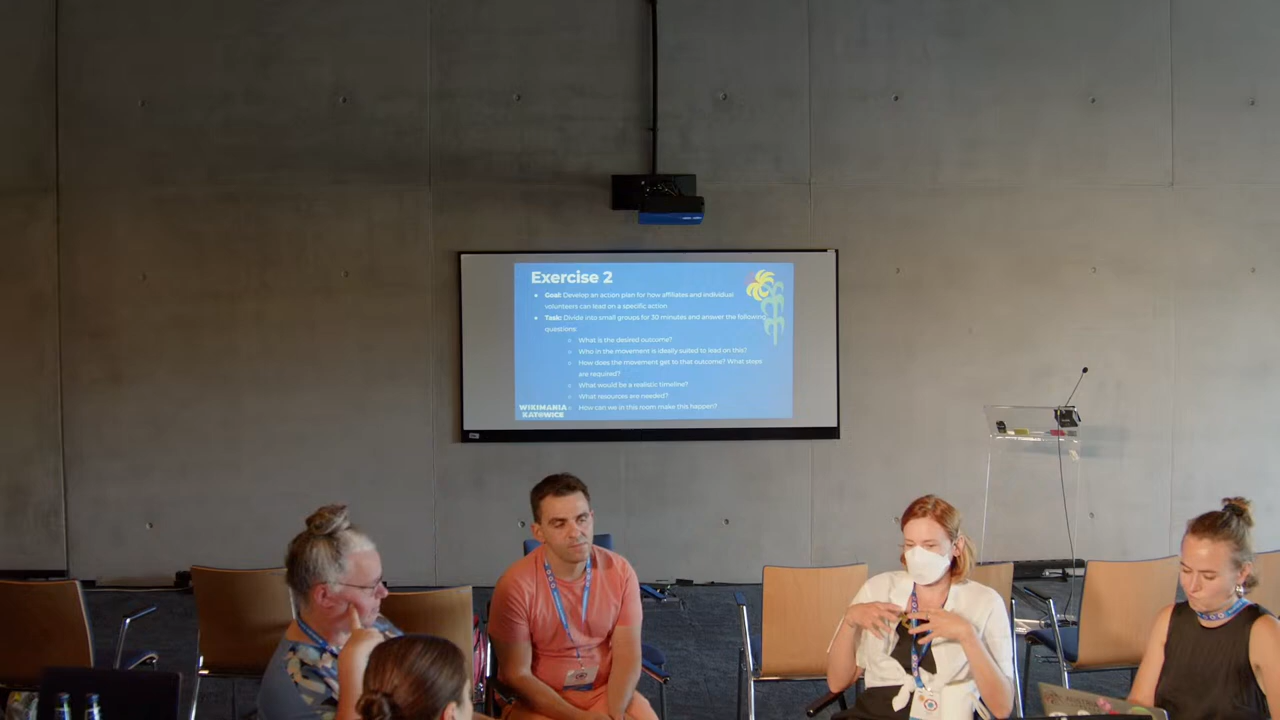 Exercise 2
Goal: Develop an action plan for how affiliates and individual
volunteers can lead on a specific action
Task: Divide into small groups for 30 minutes and answer the following
questions:
What is the desired outcome?
Who in the movement is ideally suited to lead on this?
How does the movement get to that outcome? What steps
are required?
What would be a realistic timeline?
What resources are needed?
How can we in this room make this happen?
WIKIMANIA
KATOWICE